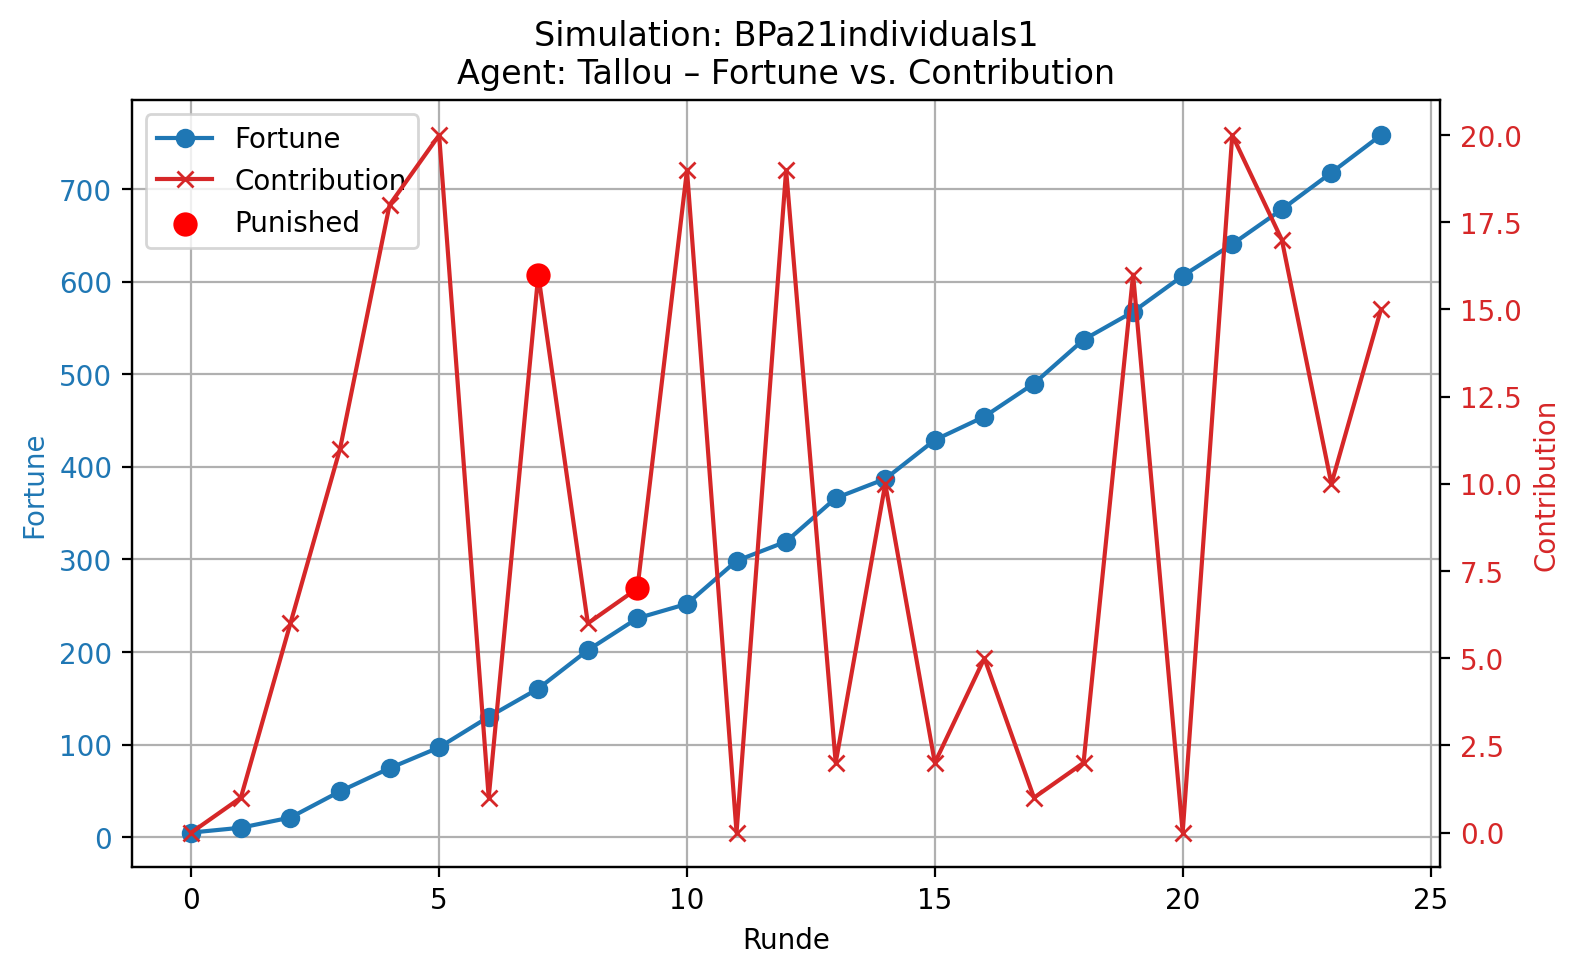 Simulation: BPa21individuals1
Agent: Tallou – Fortune vs. Contribution
Fortune
Contribution
Punished
700
600
500
400
300
200
100
0
Fortune
20.0
17.5
15.0
12.5
10.0
7.5
5.0
2.5
0.0
Contribution
0 5 10 15 20 25
Runde